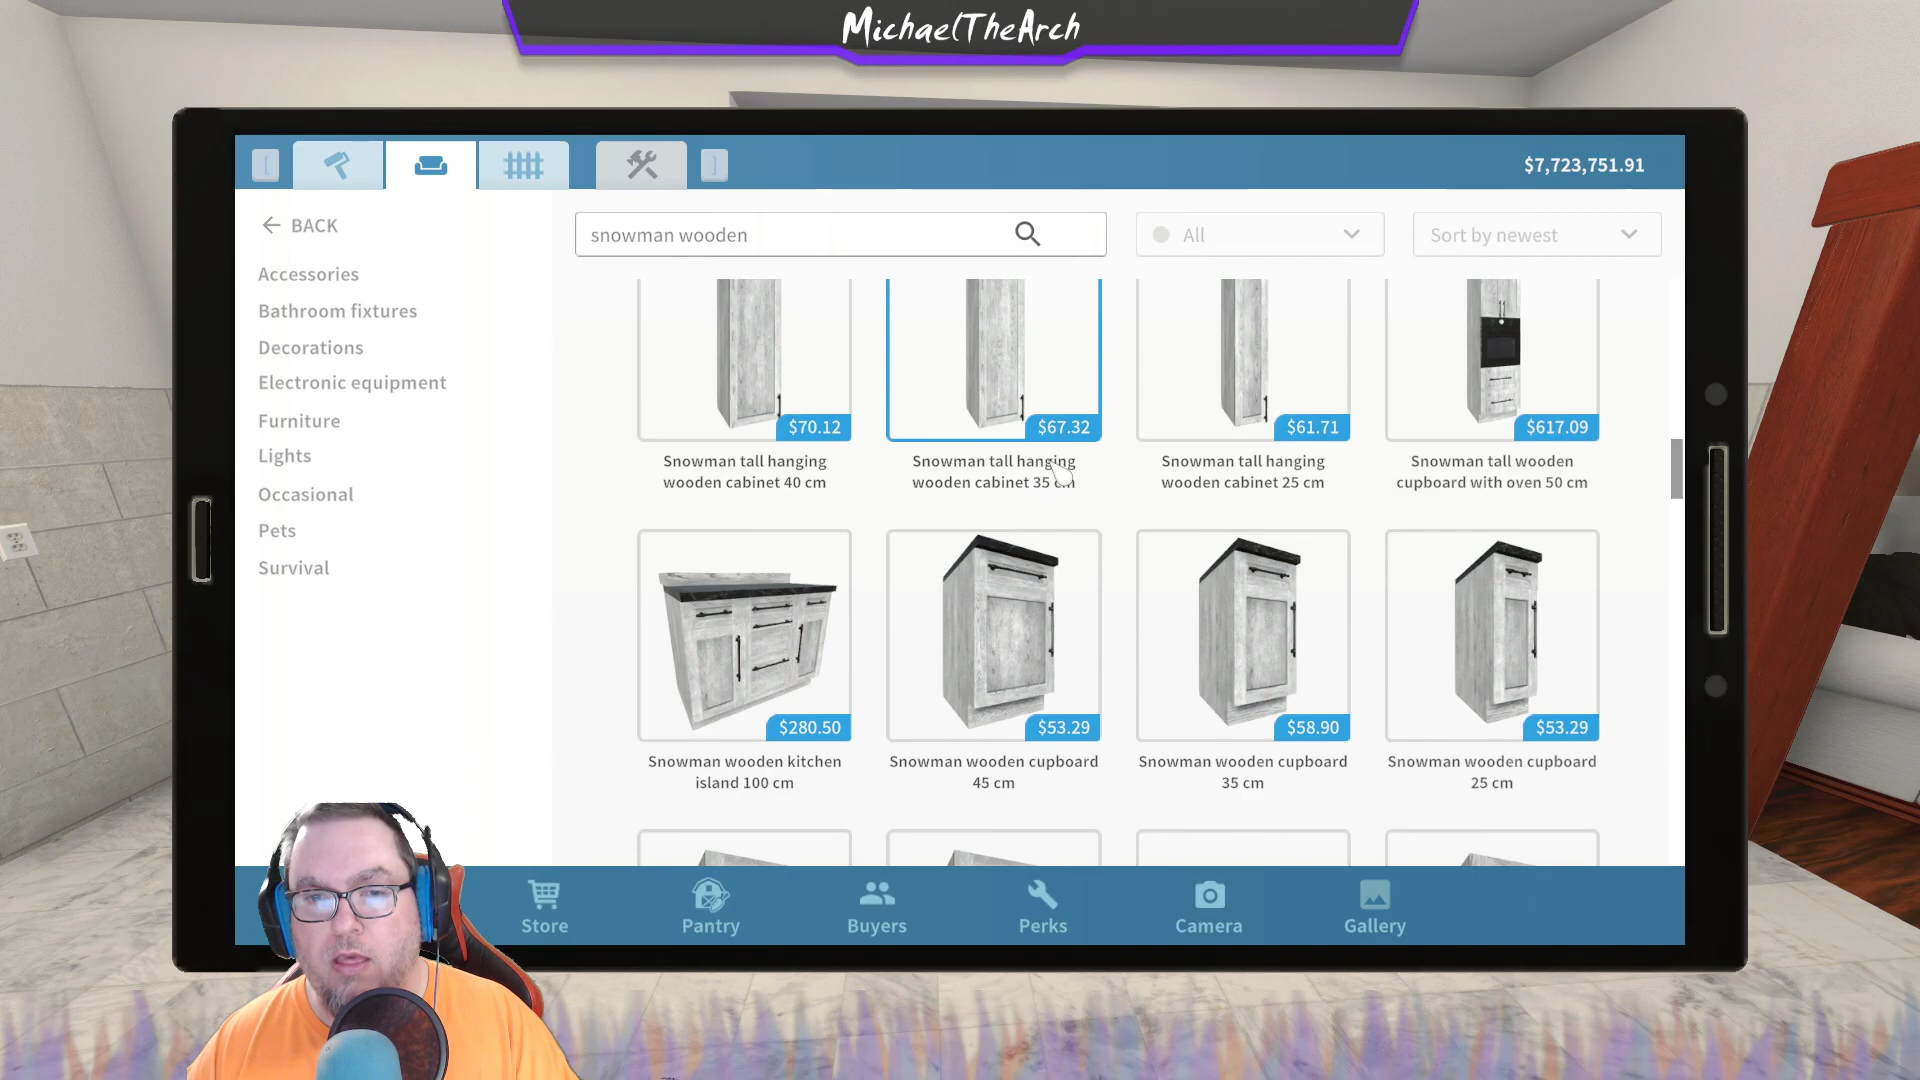 MichaelTheArch
[
]
$7,723,751.91
BACK
snowman wooden
All
Sort by newest
Accessories
Bathroom fixtures
Decorations
Electronic equipment
Furniture
Lights
Occasional
Pets
Survival
$70.12
$67.32
$61.71
$617.09
Snowman tall hanging
wooden cabinet 40 cm
Snowman tall hanging
wooden cabinet 35 cm
Snowman tall hanging
wooden cabinet 25 cm
Snowman tall wooden
cupboard with oven 50 cm
$280.50
$53.29
$58.90
$53.29
Snowman wooden kitchen
island 100 cm
Snowman wooden cupboard
45 cm
Snowman wooden cupboard
35 cm
Snowman wooden cupboard
25 cm
Store
Pantry
Buyers
Perks
Camera
Gallery